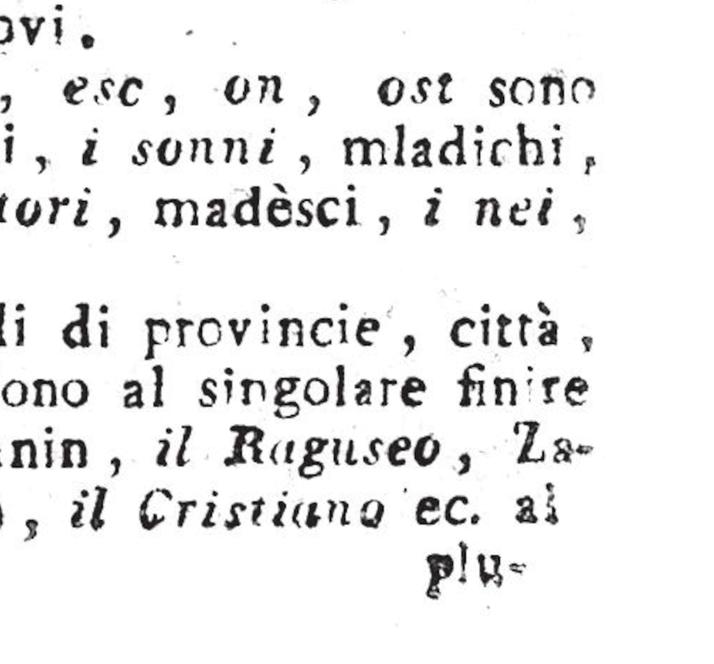 ovi.
, esc, on, ost sono
i, i sonni, mladichi,
tori, madèsci, i nei,
li di provincie, città,
ono al singolare finire
nin, il Raguseo, Za-
, il Cristiano ec. al
plu-